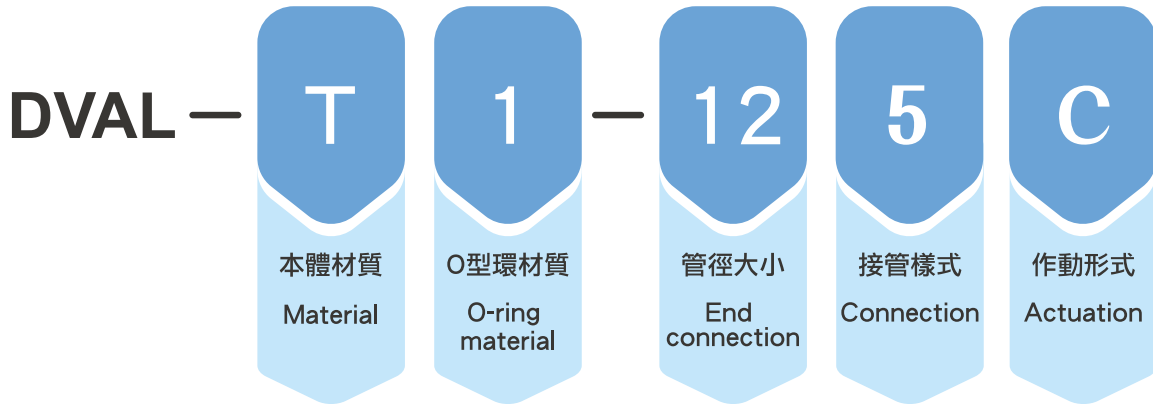 DVAL — T 1 — 12 5 C
本體材質
Material
O型環材質
O-ring
material
管徑大小
End
connection
接管樣式
Connection
作動形式
Actuation